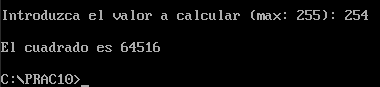 Introduzca el valor a calcular (max: 255): 254
El cuadrado es 64516
C:\PRAC10>_